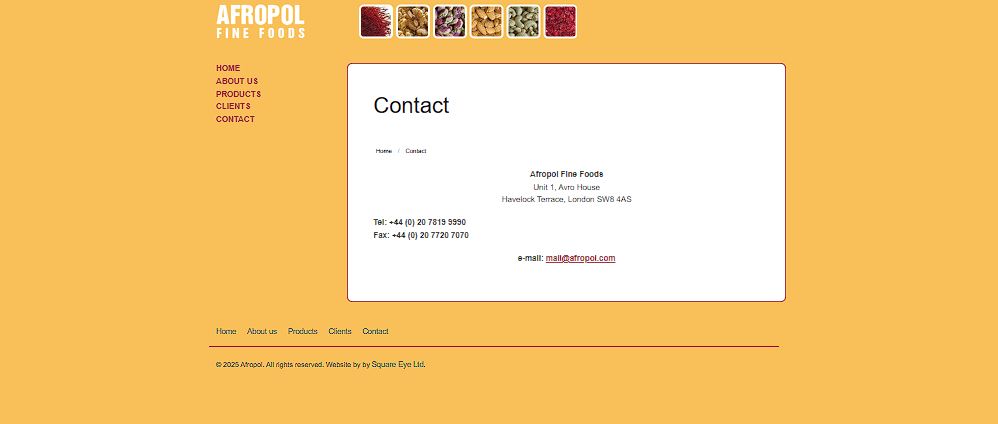 AFROPOL
FINE FOODS
HOME
ABOUT US
PRODUCTS
CLIENTS
CONTACT
Contact
Home / Contact
Afropol Fine Foods
Unit 1, Avro House
Havelock Terrace, London SW8 4AS
Tel: +44 (0) 20 7819 9990
Fax: +44 (0) 20 7720 7070
e-mail: mail@afropol.com
Home About us Products Clients Contact
© 2025 Afropol. All rights reserved. Website by by Square Eye Ltd.